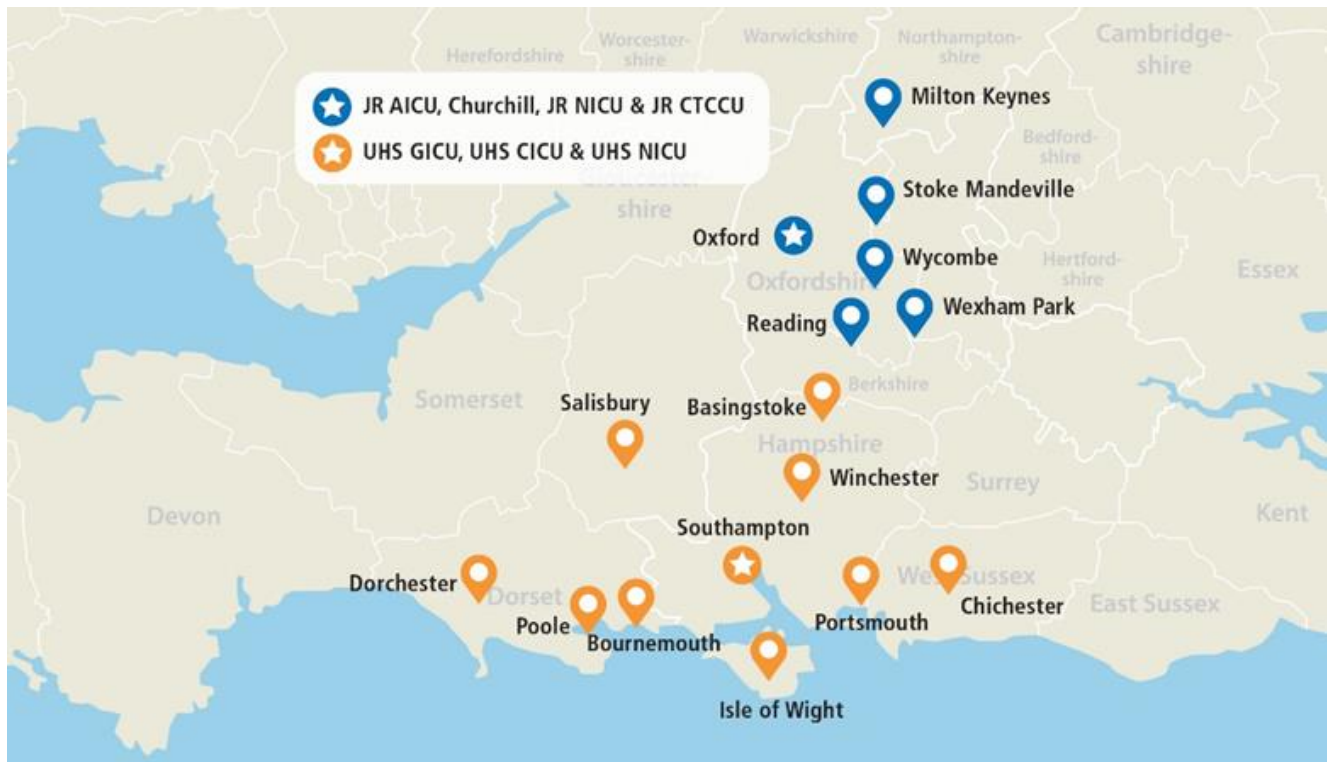 Herefordshire
Worcester-
shire
Warwickshire
Northampton-
shire
Cambridge-
shire
JR AICU, Churchill, JR NICU & JR CTCCU
UHS GICU, UHS CICU & UHS NICU
Milton Keynes
Bedford-
shire
Gloucester-
shire
Stoke Mandeville
Oxford
Wycombe
Hertford-
shire
Essex
Oxfordshire
Wexham Park
Reading
Berkshire
Somerset
Salisbury
Basingstoke
Hampshire
Winchester
Surrey
Devon
Kent
Southampton
Dorchester
Dorset
West Sussex
Chichester
East Sussex
Poole
Bournemouth
Portsmouth
Isle of Wight